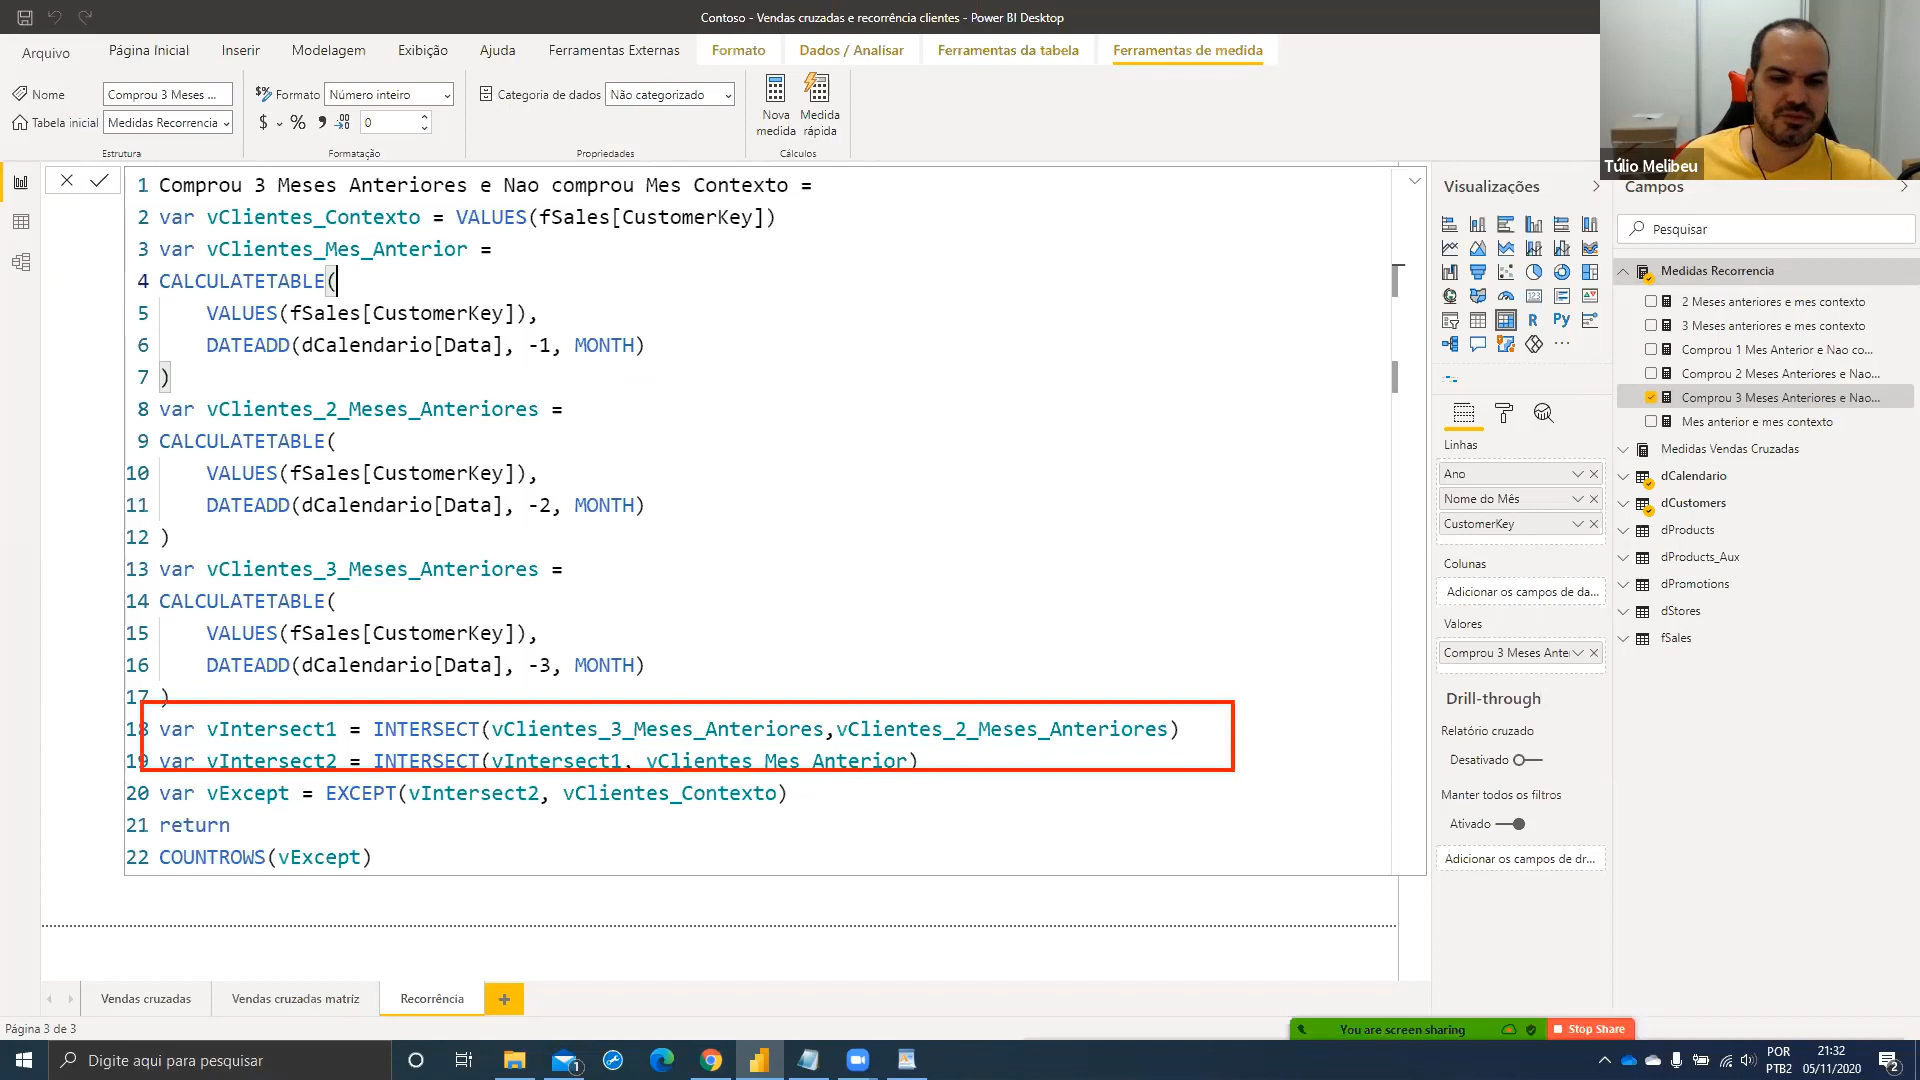 Contoso - Vendas cruzadas e recorrência clientes - Power BI Desktop
Arquivo
Página Inicial
Inserir
Modelagem
Exibição
Ajuda
Ferramentas Externas
Formato
Dados / Analisar
Ferramentas da tabela
Ferramentas de medida
Nome
Comprou 3 Meses ...
Tabela inicial
Medidas Recorrencia
Estrutura
Formato
Número inteiro
$
%
0
Formatação
Categoria de dados
Não categorizado
Propriedades
Nova medida
Medida rápida
Cálculos
Túlio Melibeu
1 Comprou 3 Meses Anteriores e Nao comprou Mes Contexto =
2 var vClientes_Contexto = VALUES(fSales[CustomerKey])
3 var vClientes_Mes_Anterior =
4 CALCULATETABLE(
5 VALUES(fSales[CustomerKey]),
6 DATEADD(dCalendario[Data], -1, MONTH)
7 )
8 var vClientes_2_Meses_Anteriores =
9 CALCULATETABLE(
10 VALUES(fSales[CustomerKey]),
11 DATEADD(dCalendario[Data], -2, MONTH)
12 )
13 var vClientes_3_Meses_Anteriores =
14 CALCULATETABLE(
15 VALUES(fSales[CustomerKey]),
16 DATEADD(dCalendario[Data], -3, MONTH)
17 )
18 var vIntersect1 = INTERSECT(vClientes_3_Meses_Anteriores,vClientes_2_Meses_Anteriores)
19 var vIntersect2 = INTERSECT(vIntersect1, vClientes_Mes_Anterior)
20 var vExcept = EXCEPT(vIntersect2, vClientes_Contexto)
21 return
22 COUNTROWS(vExcept)
Visualizações
R
Py
Linhas
Ano
Nome do Mês
CustomerKey
Colunas
Adicionar os campos de da...
Valores
Comprou 3 Meses Ante
Drill-through
Relatório cruzado
Desativado
Manter todos os filtros
Ativado
Adicionar os campos de dr...
Campos
Pesquisar
Medidas Recorrencia
2 Meses anteriores e mes contexto
3 Meses anteriores e mes contexto
Comprou 1 Mes Anterior e Nao co...
Comprou 2 Meses Anteriores e Nao...
Comprou 3 Meses Anteriores e Nao...
Mes anterior e mes contexto
Medidas Vendas Cruzadas
dCalendario
dCustomers
dProducts
dProducts_Aux
dPromotions
dStores
fSales
Vendas cruzadas
Vendas cruzadas matriz
Recorrência
+
Página 3 de 3
You are screen sharing
Stop Share
Digite aqui para pesquisar
1
POR
PTB2
21:32
05/11/2020
2